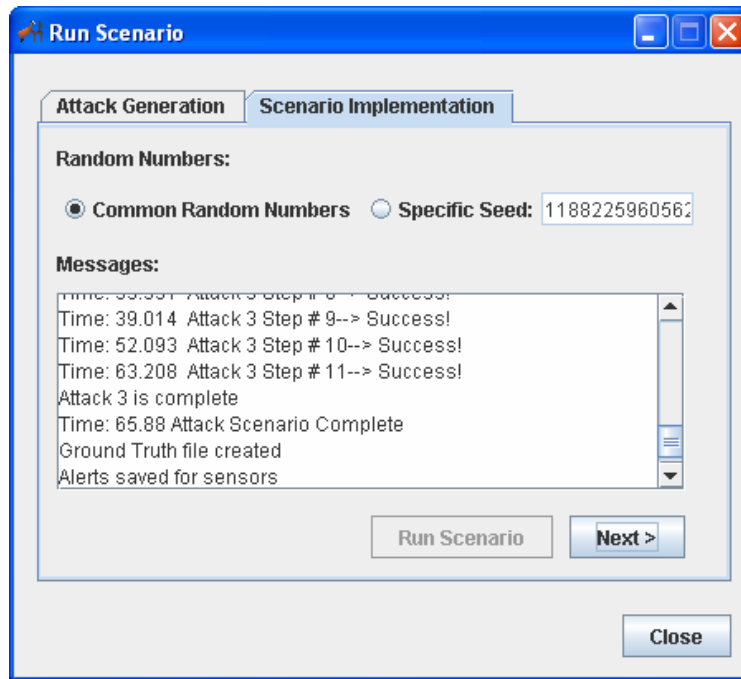 Run Scenario
Attack Generation Scenario Implementation
Random Numbers:
Common Random Numbers Specific Seed: 1188225960562
Messages:
Attack 3 Step #
Time: 39.014 Attack 3 Step # 9--> Success!
Time: 52.093 Attack 3 Step # 10--> Success!
Time: 63.208 Attack 3 Step # 11--> Success!
Attack 3 is complete
Time: 65.88 Attack Scenario Complete
Ground Truth file created
Alerts saved for sensors
Run Scenario Next >
Close